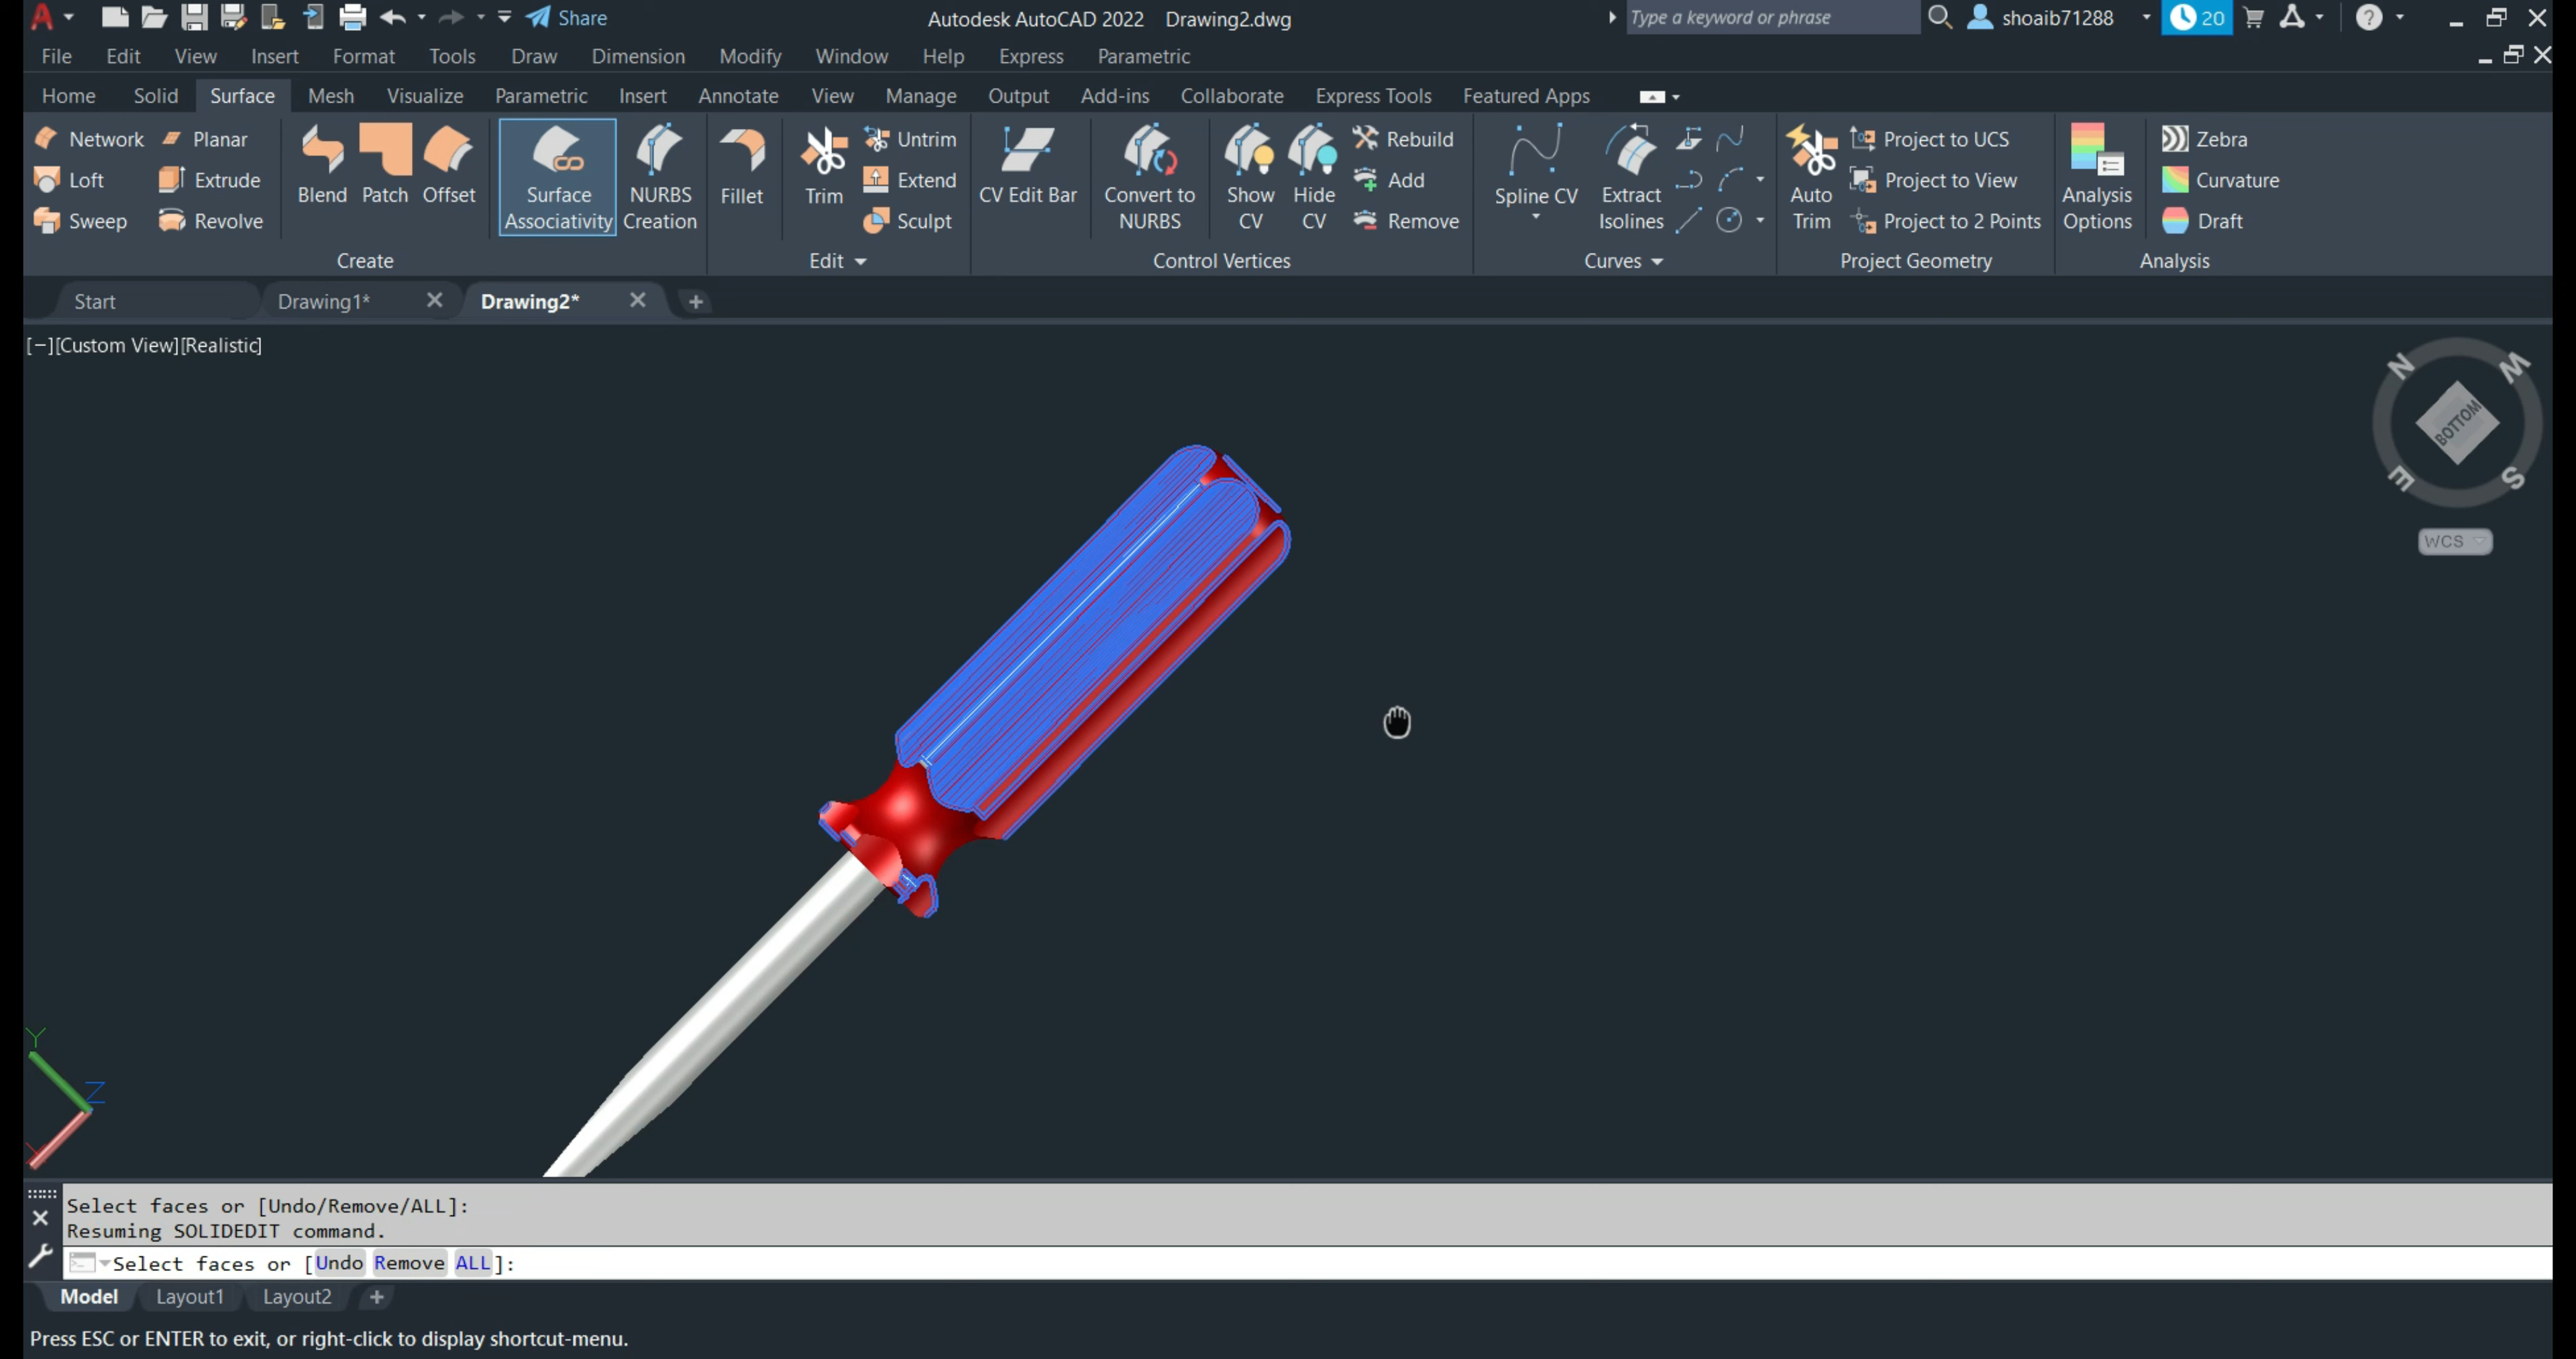 Share
Autodesk AutoCAD 2022 Drawing2.dwg
Type a keyword or phrase
shoaib71288
20
File Edit View Insert Format Tools Draw Dimension Modify Window Help Express Parametric
Home Solid Surface Mesh Visualize Parametric Insert Annotate View Manage Output Add-ins Collaborate Express Tools Featured Apps
Network Planar
Loft Extrude
Sweep Revolve
Blend Patch Offset
Surface Associativity
NURBS Creation
Create
Fillet
Trim
Untrim
Extend
Sculpt
Edit
CV Edit Bar
Convert to NURBS
Show CV
Hide CV
Rebuild
Add
Remove
Control Vertices
Spline CV
Extract Isolines
Curves
Auto Trim
Project to UCS
Project to View
Project to 2 Points
Project Geometry
Analysis Options
Zebra
Curvature
Draft
Analysis
Start Drawing1* Drawing2*
[−][Custom View][Realistic]
N W
BOTTOM
E S
WCS
Y
Z
X
Select faces or [Undo/Remove/ALL]:
Resuming SOLIDEDIT command.
Select faces or [Undo Remove ALL]:
Model Layout1 Layout2 +
Press ESC or ENTER to exit, or right-click to display shortcut-menu.